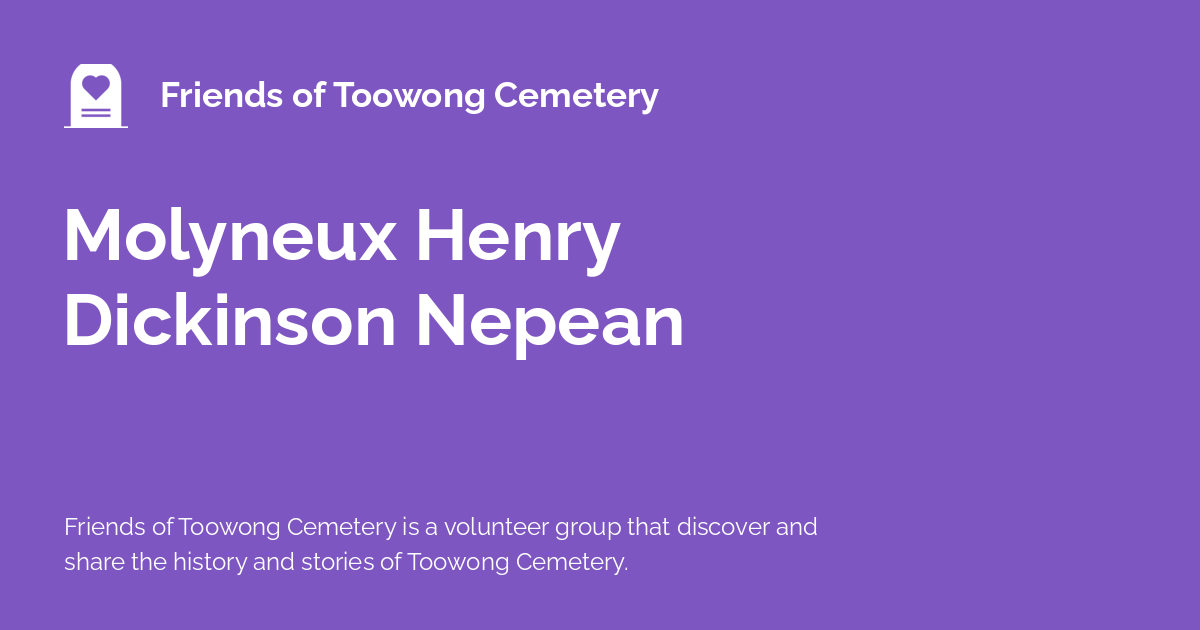 Friends of Toowong Cemetery
Molyneux Henry
Dickinson Nepean
Friends of Toowong Cemetery is a volunteer group that discover and
share the history and stories of Toowong Cemetery.